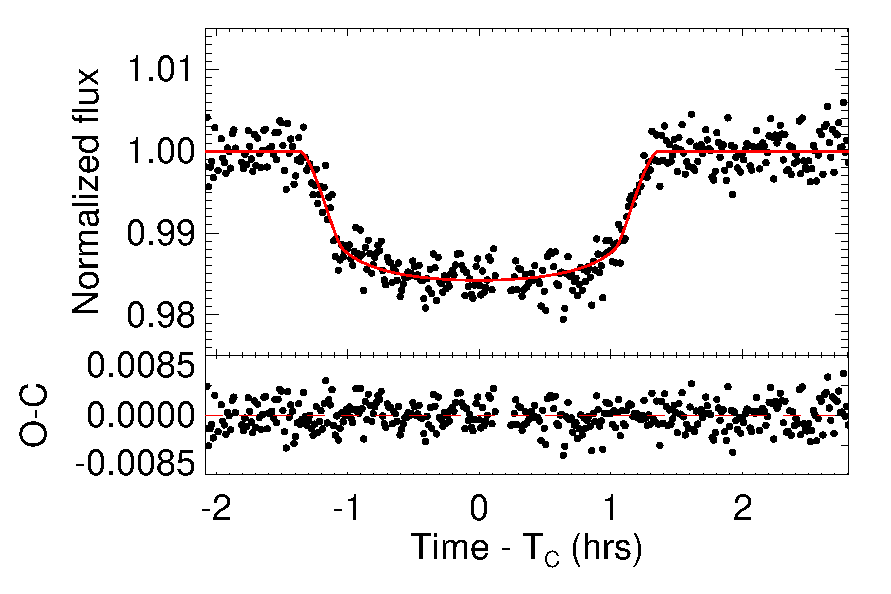 Normalized flux
1.01
1.00
0.99
0.98
O-C
0.0085
0.0000
-0.0085
-2 -1 0 1 2
Time - T_C (hrs)